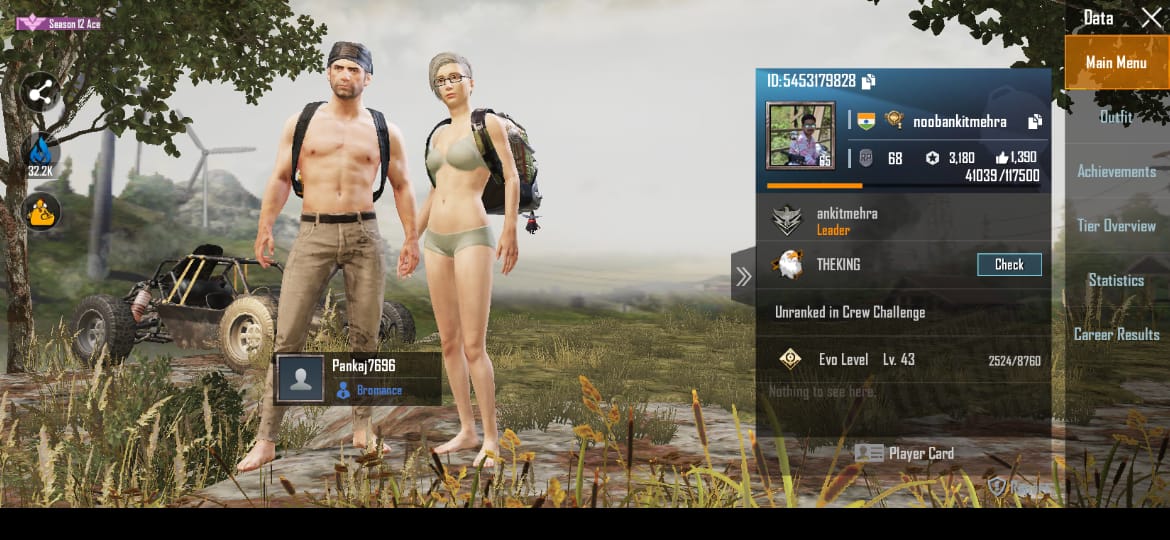 Season 12 Ace
32.2K
Pankaj7696
Bromance
ID:5453179828
65
noobankitmehra
68
3,180
1,390
41039/117500
ankitmehra
Leader
THEKING
Check
Unranked in Crew Challenge
Evo Level Lv. 43
2524/8760
Nothing to see here.
Player Card
Data
Main Menu
Outfit
Achievements
Tier Overview
Statistics
Career Results